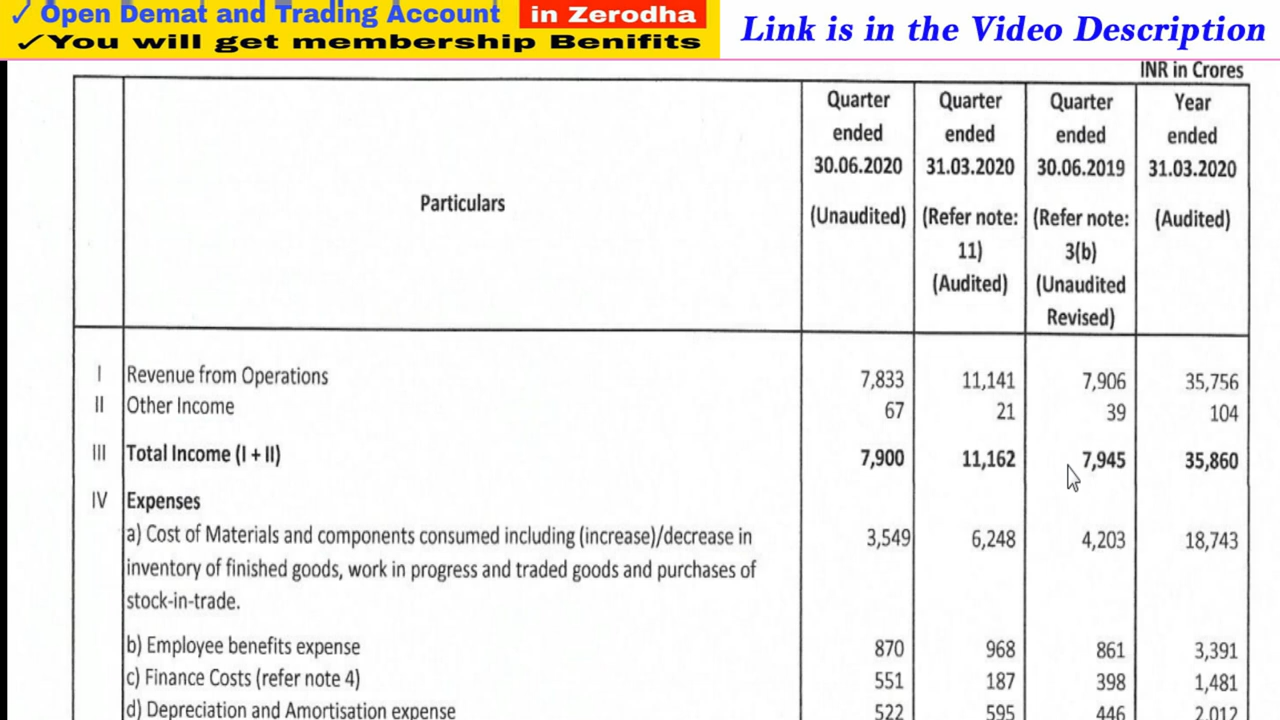 ✓ Open Demat and Trading Account in Zerodha
✓You will get membership Benifits
Link is in the Video Description
INR in Crores
Particulars
Quarter ended 30.06.2020 (Unaudited)
Quarter ended 31.03.2020 (Refer note: 11) (Audited)
Quarter ended 30.06.2019 (Refer note: 3(b) (Unaudited Revised)
Year ended 31.03.2020 (Audited)
I Revenue from Operations 7,833 11,141 7,906 35,756
II Other Income 67 21 39 104
III Total Income (I + II) 7,900 11,162 7,945 35,860
IV Expenses
a) Cost of Materials and components consumed including (increase)/decrease in 3,549 6,248 4,203 18,743
inventory of finished goods, work in progress and traded goods and purchases of
stock-in-trade.
b) Employee benefits expense 870 968 861 3,391
c) Finance Costs (refer note 4) 551 187 398 1,481
d) Depreciation and Amortisation expense 522 595 446 2,012